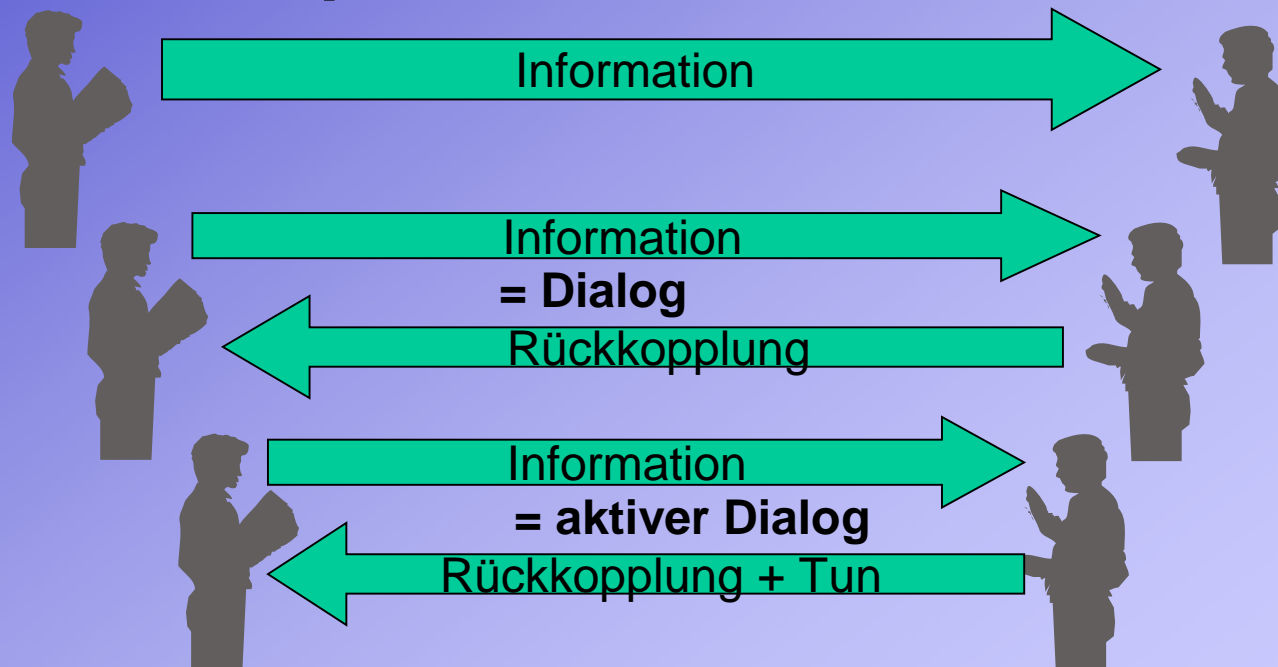 Information
Information
= Dialog
Rückkopplung
Information
= aktiver Dialog
Rückkopplung + Tun